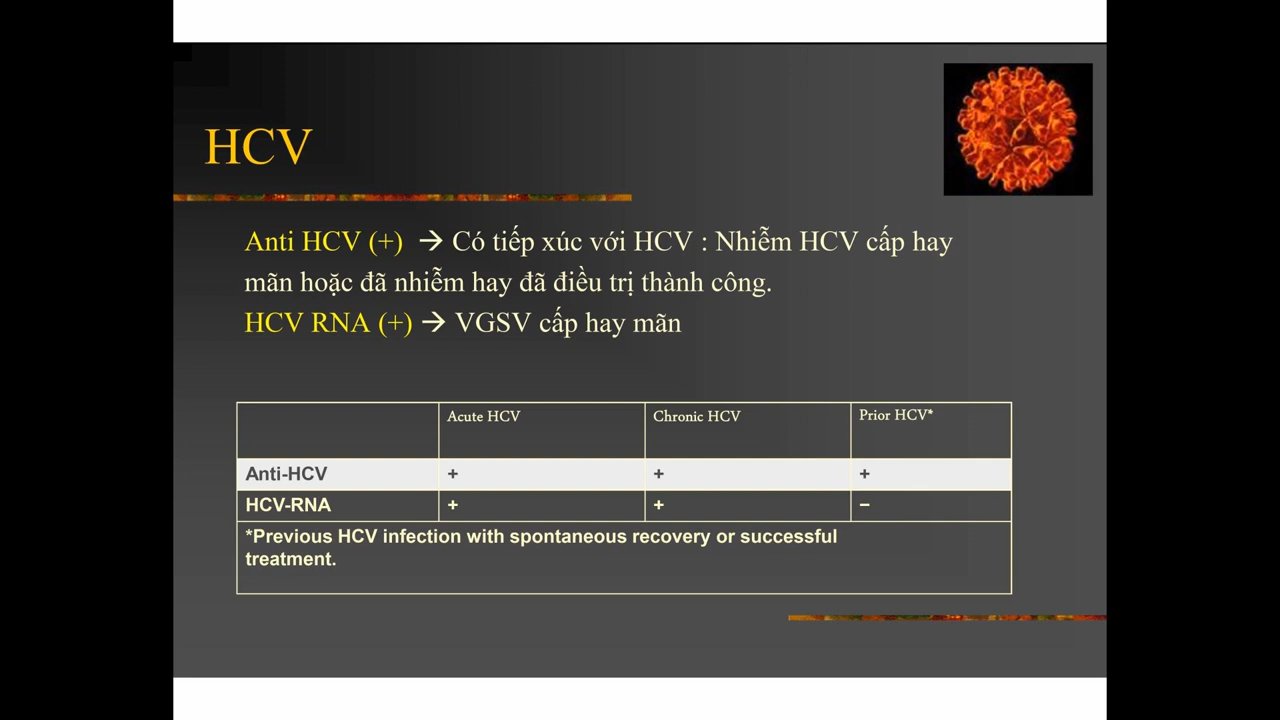 HCV
Anti HCV (+) → Có tiếp xúc với HCV : Nhiễm HCV cấp hay
mãn hoặc đã nhiễm hay đã điều trị thành công.
HCV RNA (+) → VGSV cấp hay mãn
Acute HCV Chronic HCV Prior HCV*
Anti-HCV + + +
HCV-RNA + + −
*Previous HCV infection with spontaneous recovery or successful
treatment.